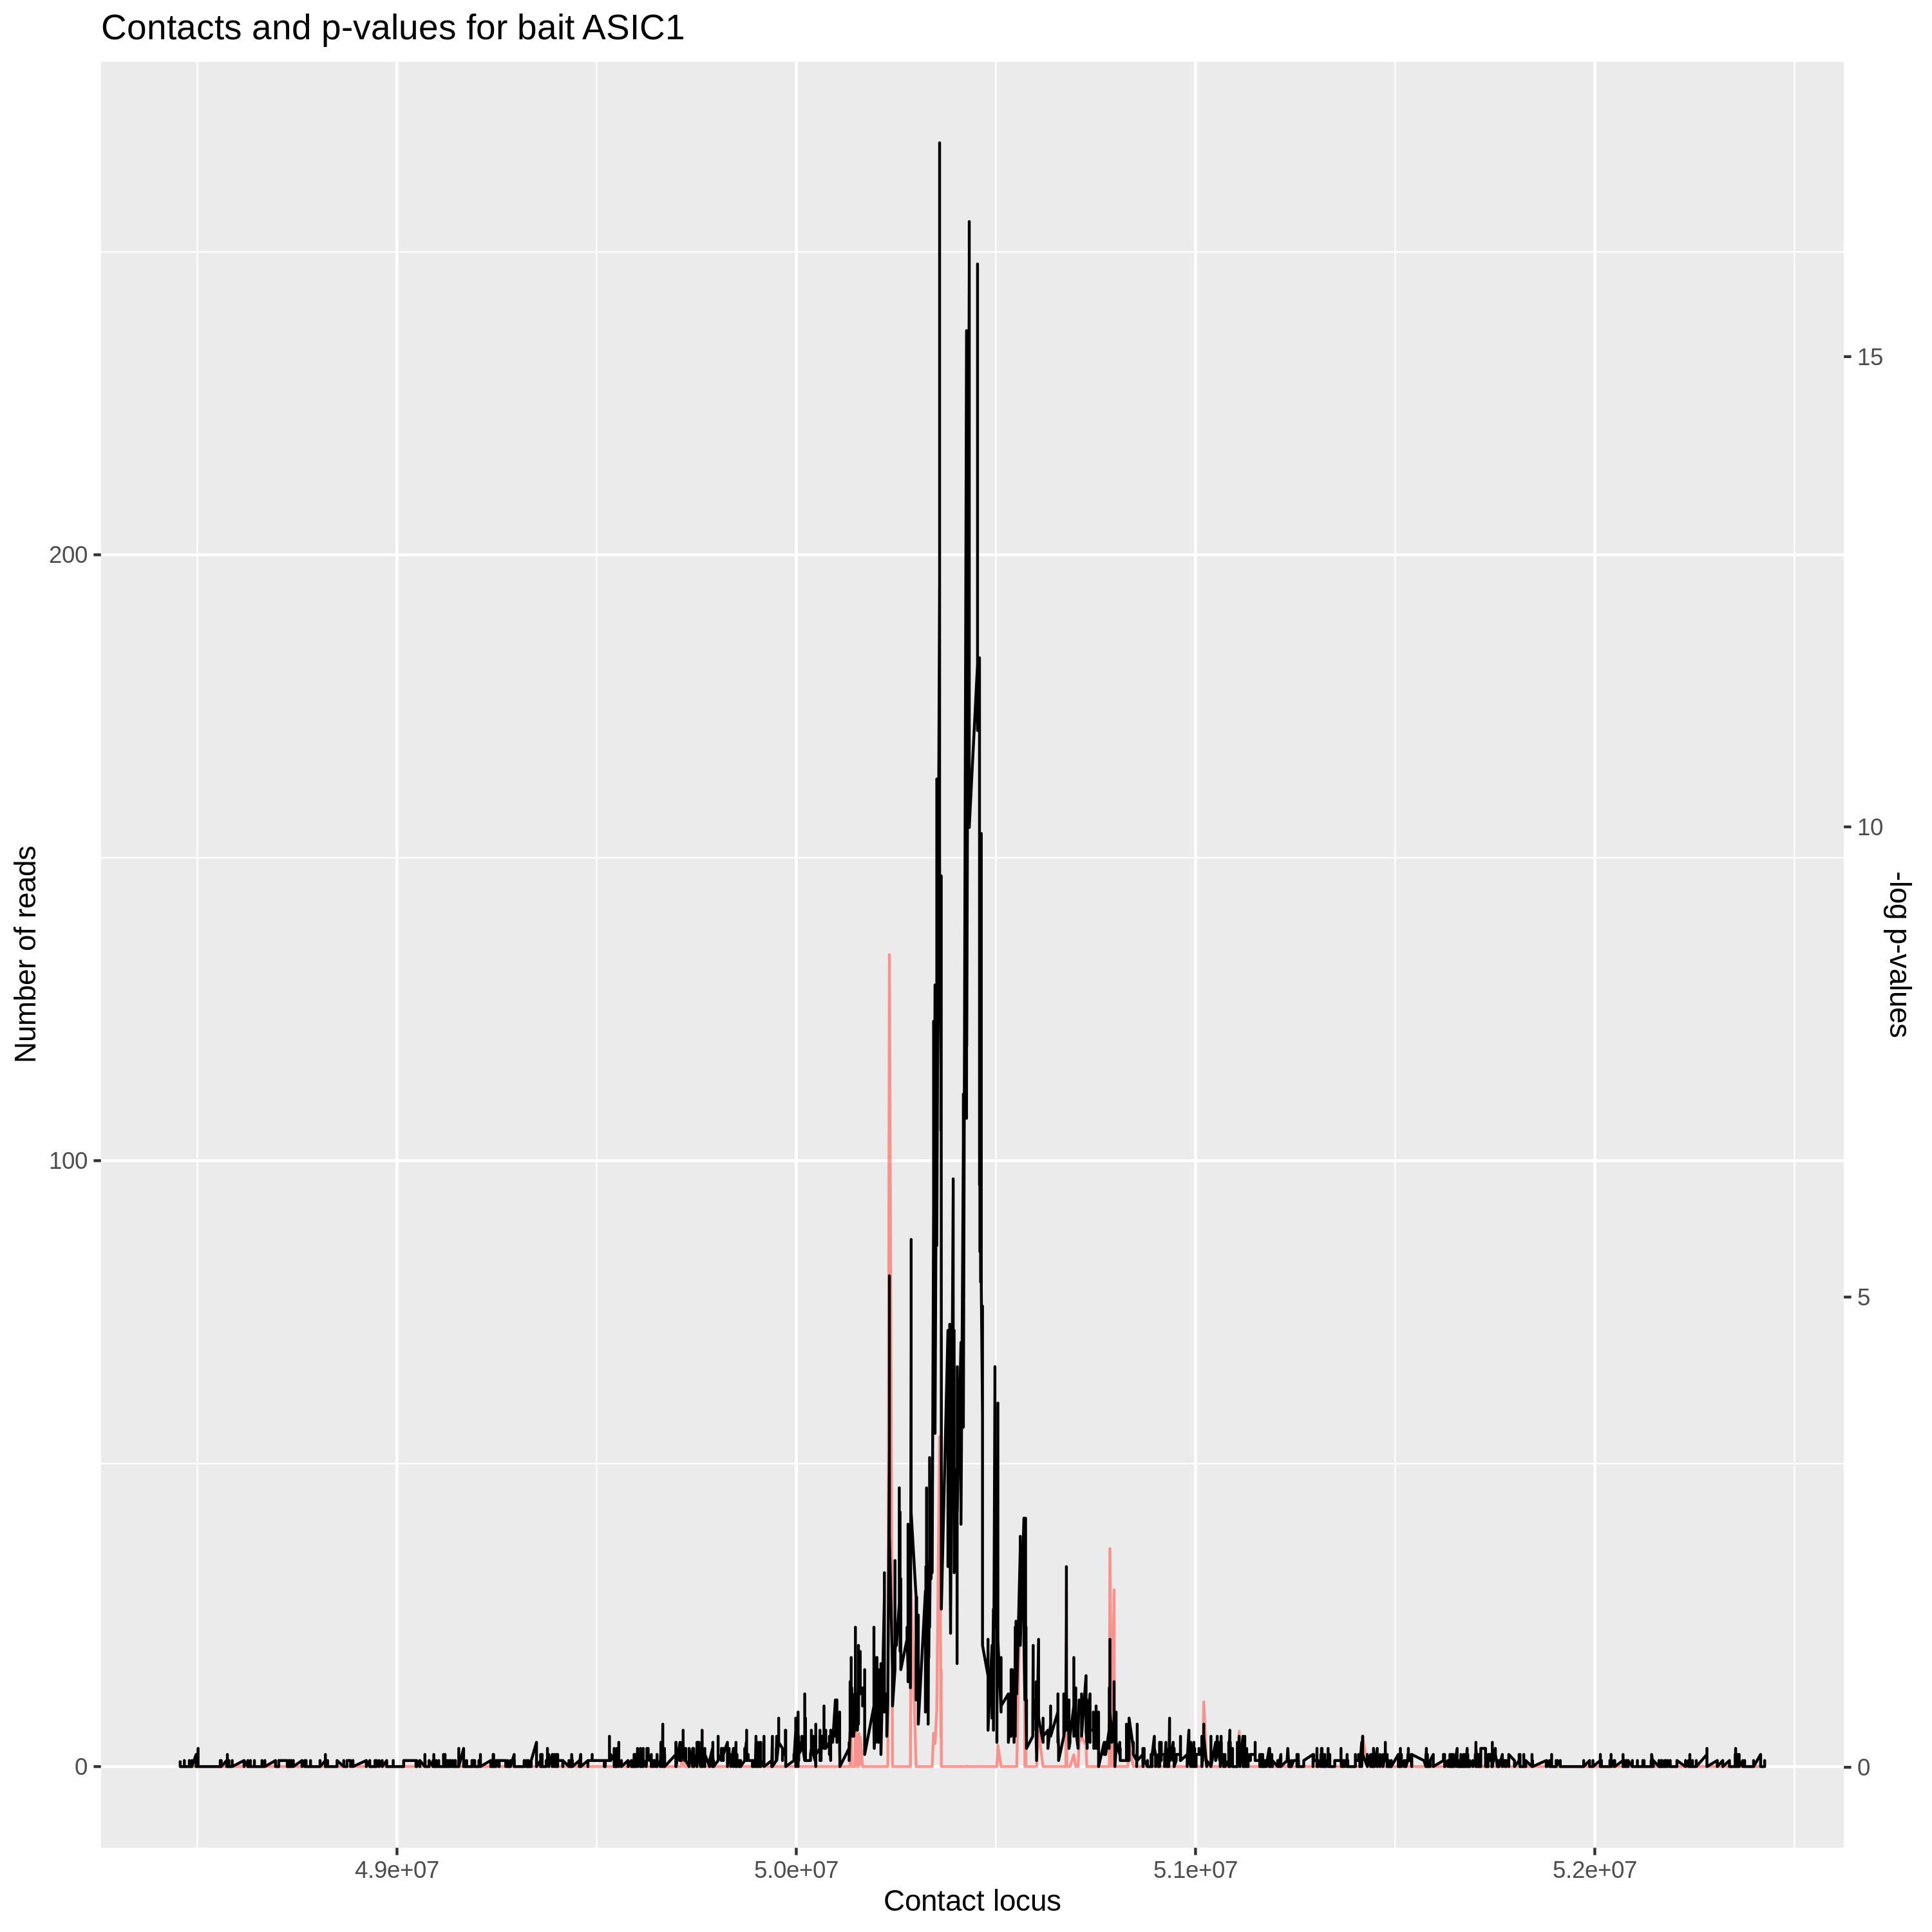 Contacts and p-values for bait ASIC1
200
100
0
Number of reads
15
10
5
0
-log p-values
4.9e+07
5.0e+07
5.1e+07
5.2e+07
Contact locus